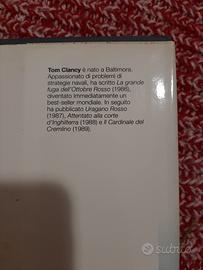 Tom Clancy è nato a Baltimora.
Appassionato di problemi di
strategie navali, ha scritto La grande
fuga dell'Ottobre Rosso (1986),
diventato immediatamente un
best-seller mondiale. In seguito
ha pubblicato Uragano Rosso
(1987), Attentato alla corte
d'Inghilterra (1988) e Il Cardinale del
Cremlino (1989).
subito